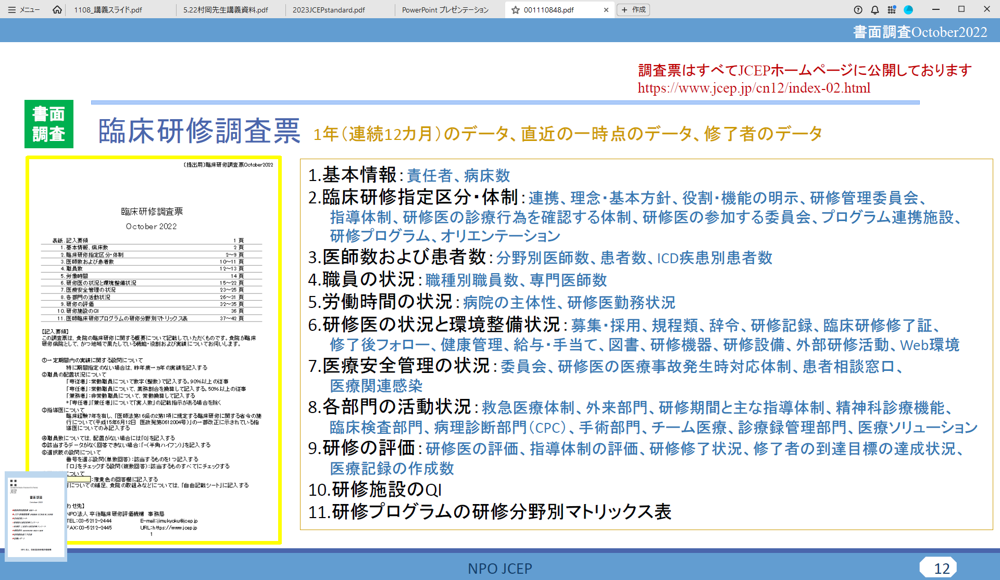 メニュー
1108_講義スライド.pdf
5.22村岡先生講義資料.pdf
2023JCEPstandard.pdf
PowerPoint プレゼンテーション
001110848.pdf
作成
書面調査October2022
調査票はすべてJCEPホームページに公開しております
https://www.jcep.jp/cn12/index-02.html
書面
調査
臨床研修調査票 1年(連続12カ月)のデータ、直近の一時点のデータ、修了者のデータ
〔提出用〕臨床研修調査票October2022
臨床研修調査票
October 2022
表紙.記入要領 1 頁
1.基本情報、病床数 2 頁
2.臨床研修指定区分・体制 2~9 頁
3.医師数および患者数 10~11 頁
4.職員数 12~13 頁
5.労働時間 14 頁
6.研修医の状況と環境整備状況 15~22 頁
7.医療安全管理の状況 23~25 頁
8.各部門の活動状況 26~31 頁
9.研修の評価 32~35 頁
10.研修施設のQI 36 頁
11.医師臨床研修プログラムの研修分野別マトリックス表 37~42 頁
【記入要領】
この調査票は、貴院の臨床研修に関する概要について記載していただくものです。貴院が臨床
研修病院として、かつ地域で果たしている機能・役割および実績についてお伺いします。
①一定期間内の実績に関する設問について
特に期間指定のない場合は、昨年度一ヵ年の実績を記入する
②職員の配置状況について
「専従者」:常勤職員について数字(整数)で記入する。90%以上の従事
「専任者」:常勤職員について、業務割合を換算して記入する。50%以上の従事
「兼務者」:非常勤職員について、常勤換算して記入する
*「専任者」「兼任者」について「実人数」の記載指示がある場合を除く
③指導医について
臨床経験7年を有し、「医師法第16条の2第1項に規定する臨床研修に関する省令の施
行について(平成15年6月12日 医政発第0612004号)」の一部改正に示されている指
導医についてのみ記入する
④職員数については、配置がない場合には「0」を記入する
⑤該当するデータがなく回答できない場合:「-(半角ハイフン)」を記入する
⑥選択肢の設問について
番号を選ぶ設問(単数回答):該当するものを1つ記入する
「□」をチェックする設問(複数回答):該当するものすべてにチェックする
ついて
:薄黄色の回答欄に記入する
についての補足、貴院の取組みなどについては、「自由記載シート」に記入する
わせ先】
NPO法人 卒後臨床研修評価機構 事務局
TEL:03-5212-2444 E-mail:jimukyoku@jcep.jp
FAX:03-5212-2445 URL:https://www.jcep.jp
1
JCEP
書面調査
October 2022
NPO 法人 卒後臨床研修評価機構
1.基本情報:責任者、病床数
2.臨床研修指定区分・体制:連携、理念・基本方針、役割・機能の明示、研修管理委員会、
指導体制、研修医の診療行為を確認する体制、研修医の参加する委員会、プログラム連携施設、
研修プログラム、オリエンテーション
3.医師数および患者数:分野別医師数、患者数、ICD疾患別患者数
4.職員の状況:職種別職員数、専門医師数
5.労働時間の状況:病院の主体性、研修医勤務状況
6.研修医の状況と環境整備状況:募集・採用、規程類、辞令、研修記録、臨床研修修了証、
修了後フォロー、健康管理、給与・手当て、図書、研修機器、研修設備、外部研修活動、Web環境
7.医療安全管理の状況:委員会、研修医の医療事故発生時対応体制、患者相談窓口、
医療関連感染
8.各部門の活動状況:救急医療体制、外来部門、研修期間と主な指導体制、精神科診療機能、
臨床検査部門、病理診断部門(CPC)、手術部門、チーム医療、診療録管理部門、医療ソリューション
9.研修の評価:研修医の評価、指導体制の評価、研修修了状況、修了者の到達目標の達成状況、
医療記録の作成数
10.研修施設のQI
11.研修プログラムの研修分野別マトリックス表
NPO JCEP
12